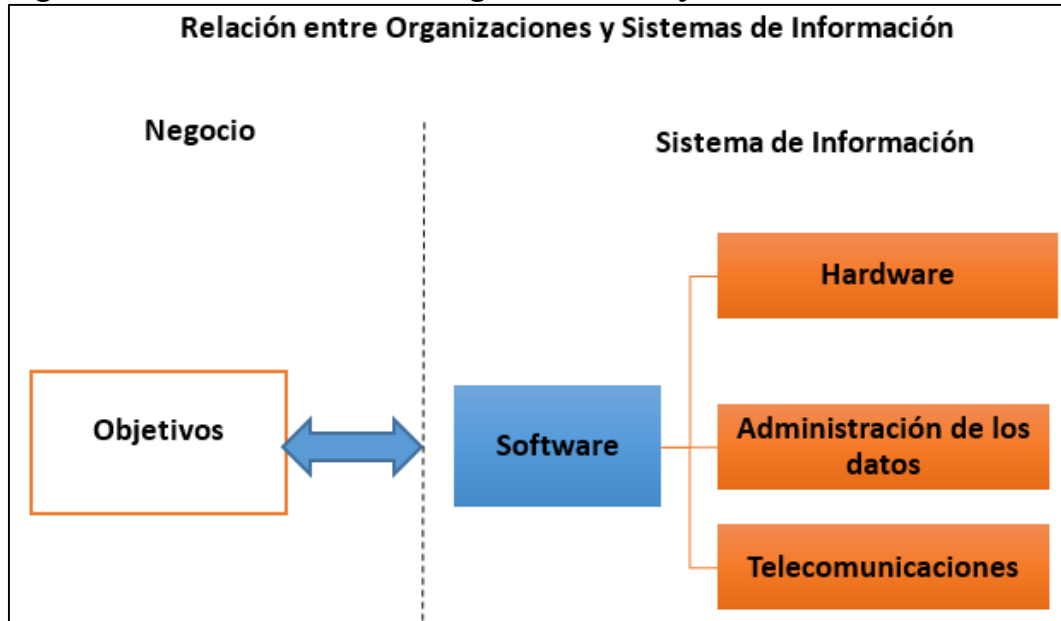 Relación entre Organizaciones y Sistemas de Información
Negocio
Sistema de Información
Hardware
Objetivos
Software
Administración de los
datos
Telecomunicaciones